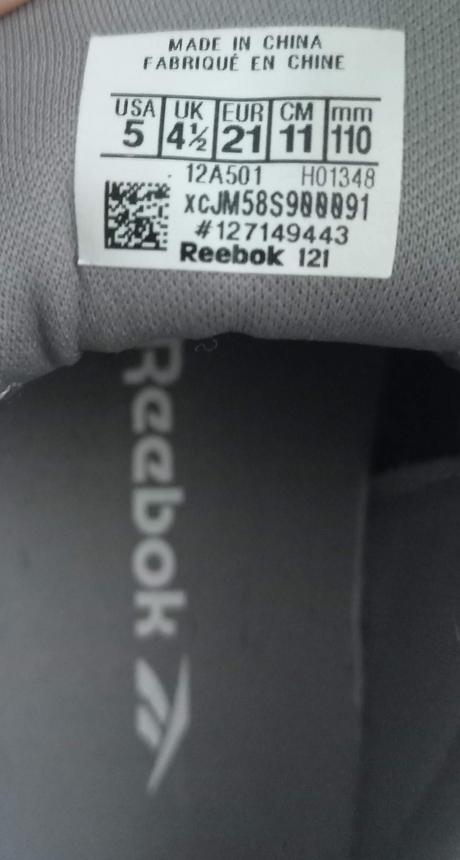 MADE IN CHINA
FABRIQUÉ EN CHINE
USA UK EUR CM mm
5 4½ 21 11 110
12A501 H01348
xcJM58S900091
#127149443
Reebok 121
Reebok